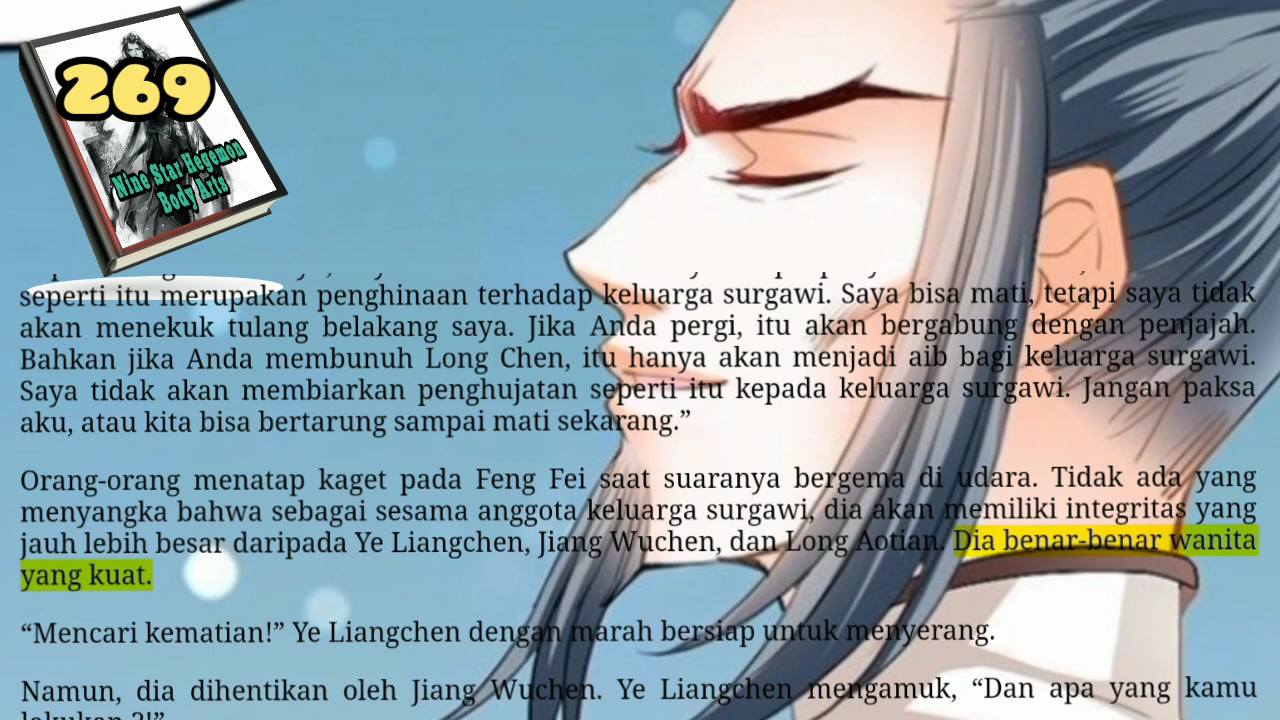 269
Nine Star Hegemon
Body Arts
seperti itu merupakan penghinaan terhadap keluarga surgawi. Saya bisa mati, tetapi saya tidak
akan menekuk tulang belakang saya. Jika Anda pergi, itu akan bergabung dengan penjajah.
Bahkan jika Anda membunuh Long Chen, itu hanya akan menjadi aib bagi keluarga surgawi.
Saya tidak akan membiarkan penghujatan seperti itu kepada keluarga surgawi. Jangan paksa
aku, atau kita bisa bertarung sampai mati sekarang.”
Orang-orang menatap kaget pada Feng Fei saat suaranya bergema di udara. Tidak ada yang
menyangka bahwa sebagai sesama anggota keluarga surgawi, dia akan memiliki integritas yang
jauh lebih besar daripada Ye Liangchen, Jiang Wuchen, dan Long Aotian. Dia benar-benar wanita
yang kuat.
“Mencari kematian!” Ye Liangchen dengan marah bersiap untuk menyerang.
Namun, dia dihentikan oleh Jiang Wuchen. Ye Liangchen mengamuk, “Dan apa yang kamu
lakukan ?!”